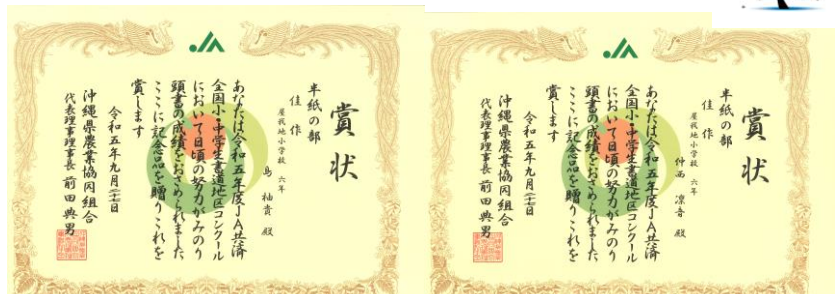 賞状
半紙の部
佳作
屋我地小学校 六年
島 柚貴 殿
あなたは令和五年度JA共済
全国小・中学生書道地区コンクール
において日頃の努力がみのり
頭書の成績をおさめられました
ここに記念品を贈りこれを
賞します
令和五年九月二七日
沖縄県農業協同組合
代表理事理事長 前田典男
賞状
半紙の部
佳作
屋我地小学校 六年
仲西 凛音 殿
あなたは令和五年度JA共済
全国小・中学生書道地区コンクール
において日頃の努力がみのり
頭書の成績をおさめられました
ここに記念品を贈りこれを
賞します
令和五年九月二七日
沖縄県農業協同組合
代表理事理事長 前田典男